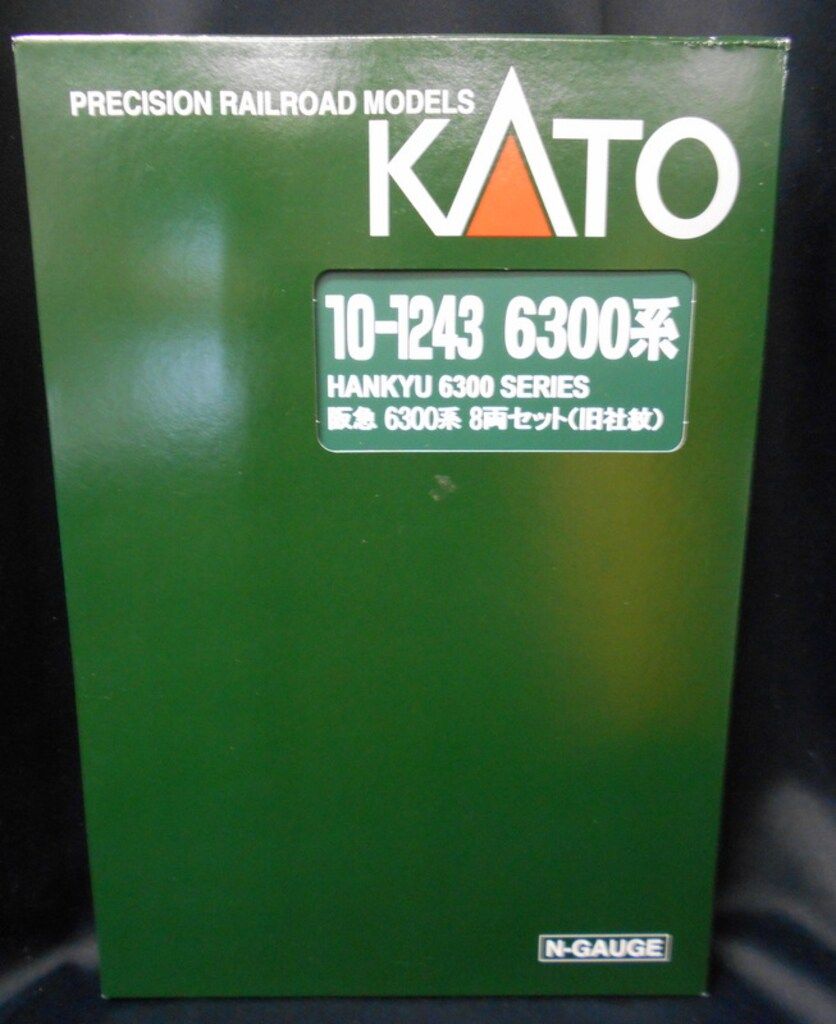 PRECISION RAILROAD MODELS
KATO
10-1243 6300系
HANKYU 6300 SERIES
阪急 6300系 8両セット(旧社紋)
N-GAUGE